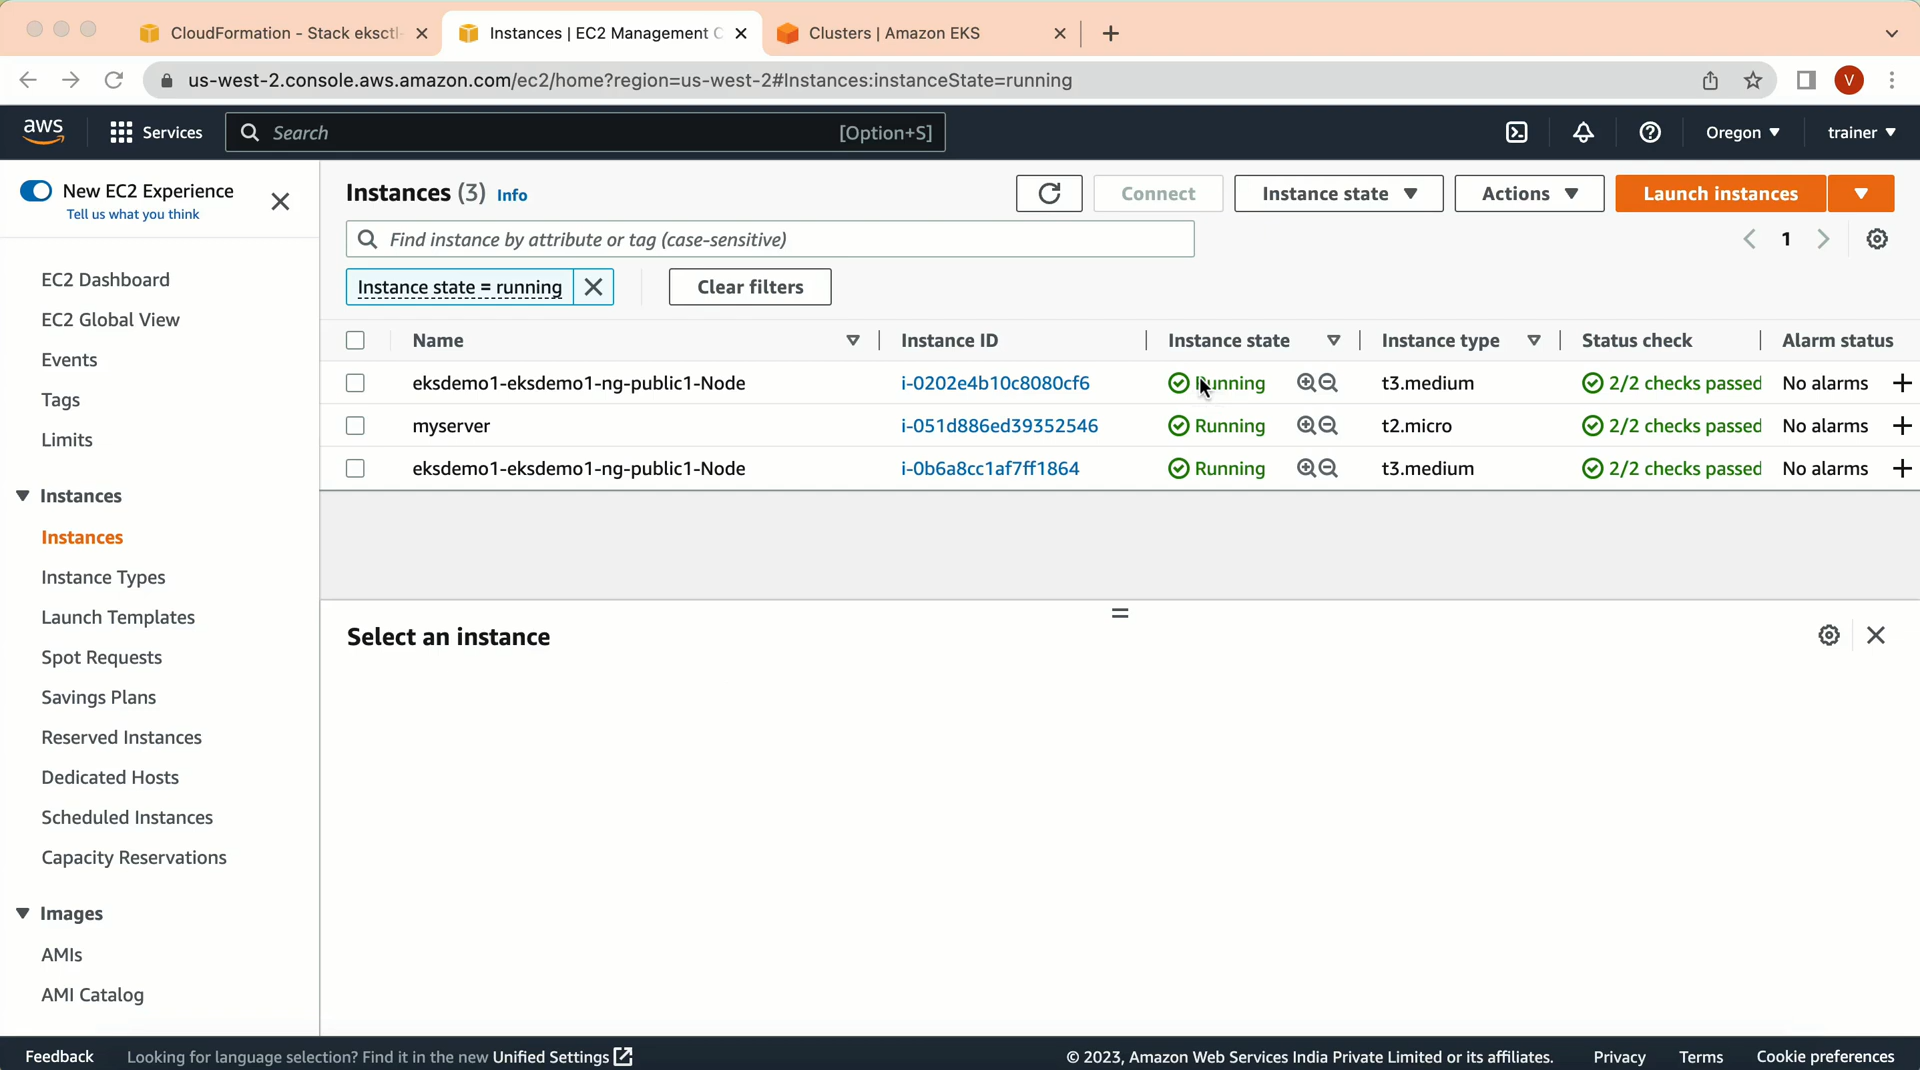 CloudFormation - Stack eksctl-
Instances | EC2 Management C
Clusters | Amazon EKS
us-west-2.console.aws.amazon.com/ec2/home?region=us-west-2#Instances:instanceState=running
V
aws
Services
Search
[Option+S]
Oregon
trainer
New EC2 Experience
Tell us what you think
EC2 Dashboard
EC2 Global View
Events
Tags
Limits
Instances
Instances
Instance Types
Launch Templates
Spot Requests
Savings Plans
Reserved Instances
Dedicated Hosts
Scheduled Instances
Capacity Reservations
Images
AMIs
AMI Catalog
Instances (3) Info
Connect
Instance state
Actions
Launch instances
Find instance by attribute or tag (case-sensitive)
1
Instance state = running
Clear filters
Name Instance ID Instance state Instance type Status check Alarm status
eksdemo1-eksdemo1-ng-public1-Node i-0202e4b10c8080cf6 Running t3.medium 2/2 checks passed No alarms
myserver i-051d886ed39352546 Running t2.micro 2/2 checks passed No alarms
eksdemo1-eksdemo1-ng-public1-Node i-0b6a8cc1af7ff1864 Running t3.medium 2/2 checks passed No alarms
Select an instance
Feedback Looking for language selection? Find it in the new Unified Settings © 2023, Amazon Web Services India Private Limited or its affiliates. Privacy Terms Cookie preferences